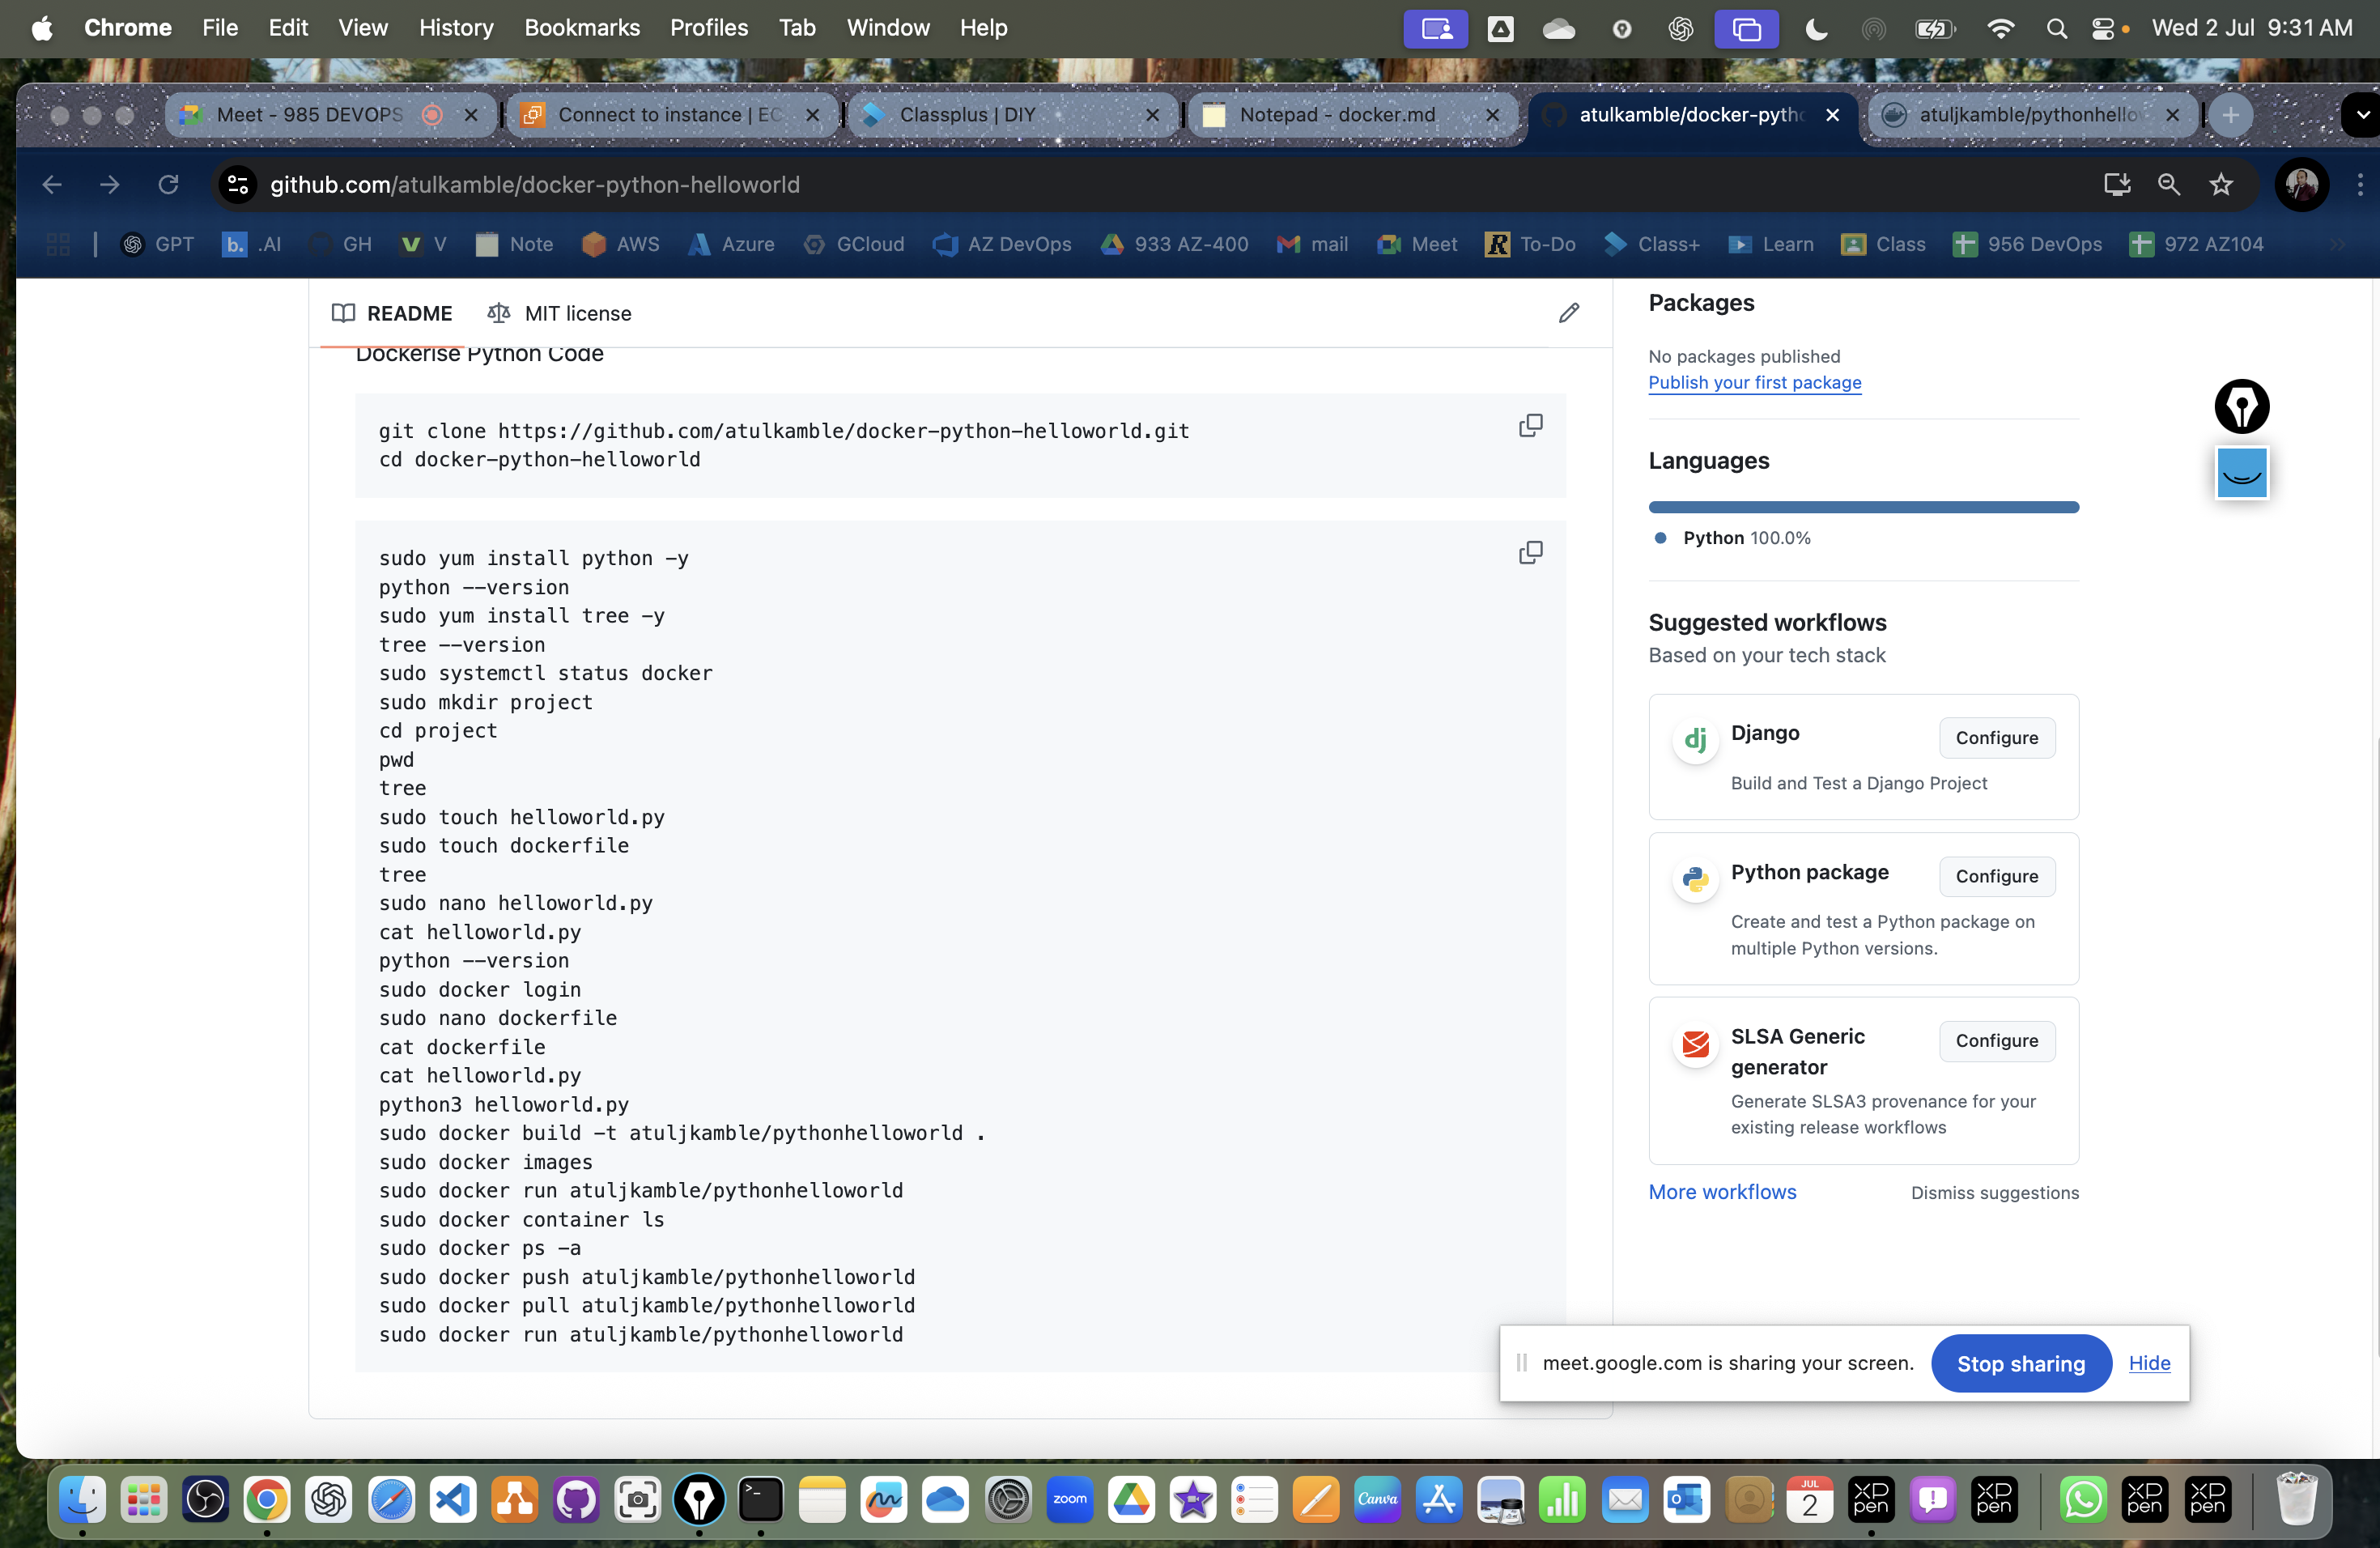 Chrome File Edit View History Bookmarks Profiles Tab Window Help Wed 2 Jul 9:31 AM
Meet - 985 DEVOPS
Connect to instance | EC
Classplus | DIY
Notepad - docker.md
atulkamble/docker-pytho
atuljkamble/pythonhello
github.com/atulkamble/docker-python-helloworld
GPT b. .AI GH V Note AWS Azure GCloud AZ DevOps 933 AZ-400 mail Meet To-Do Class+ Learn Class 956 DevOps 972 AZ104
README MIT license
Dockerise Python Code
git clone https://github.com/atulkamble/docker-python-helloworld.git
cd docker-python-helloworld
sudo yum install python -y
python --version
sudo yum install tree -y
tree --version
sudo systemctl status docker
sudo mkdir project
cd project
pwd
tree
sudo touch helloworld.py
sudo touch dockerfile
tree
sudo nano helloworld.py
cat helloworld.py
python --version
sudo docker login
sudo nano dockerfile
cat dockerfile
cat helloworld.py
python3 helloworld.py
sudo docker build -t atuljkamble/pythonhelloworld .
sudo docker images
sudo docker run atuljkamble/pythonhelloworld
sudo docker container ls
sudo docker ps -a
sudo docker push atuljkamble/pythonhelloworld
sudo docker pull atuljkamble/pythonhelloworld
sudo docker run atuljkamble/pythonhelloworld
Packages
No packages published
Publish your first package
Languages
Python 100.0%
Suggested workflows
Based on your tech stack
dj Django Configure
Build and Test a Django Project
Python package Configure
Create and test a Python package on
multiple Python versions.
SLSA Generic Configure
generator
Generate SLSA3 provenance for your
existing release workflows
More workflows Dismiss suggestions
meet.google.com is sharing your screen. Stop sharing Hide
zoom
Canva
JUL
2
XP
pen
XP
pen
XP
pen
XP
pen